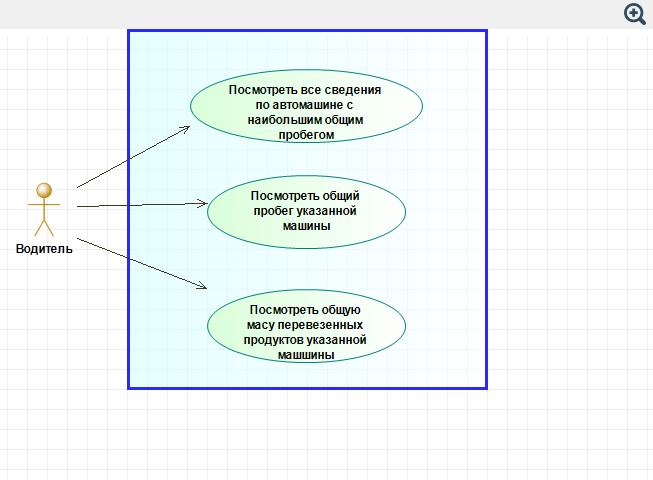 Посмотреть все сведения
по автомашине с
наибольшим общим
пробегом
Посмотреть общий
пробег указанной
машины
Водитель
Посмотреть общую
масу перевезенных
продуктов указанной
машшины